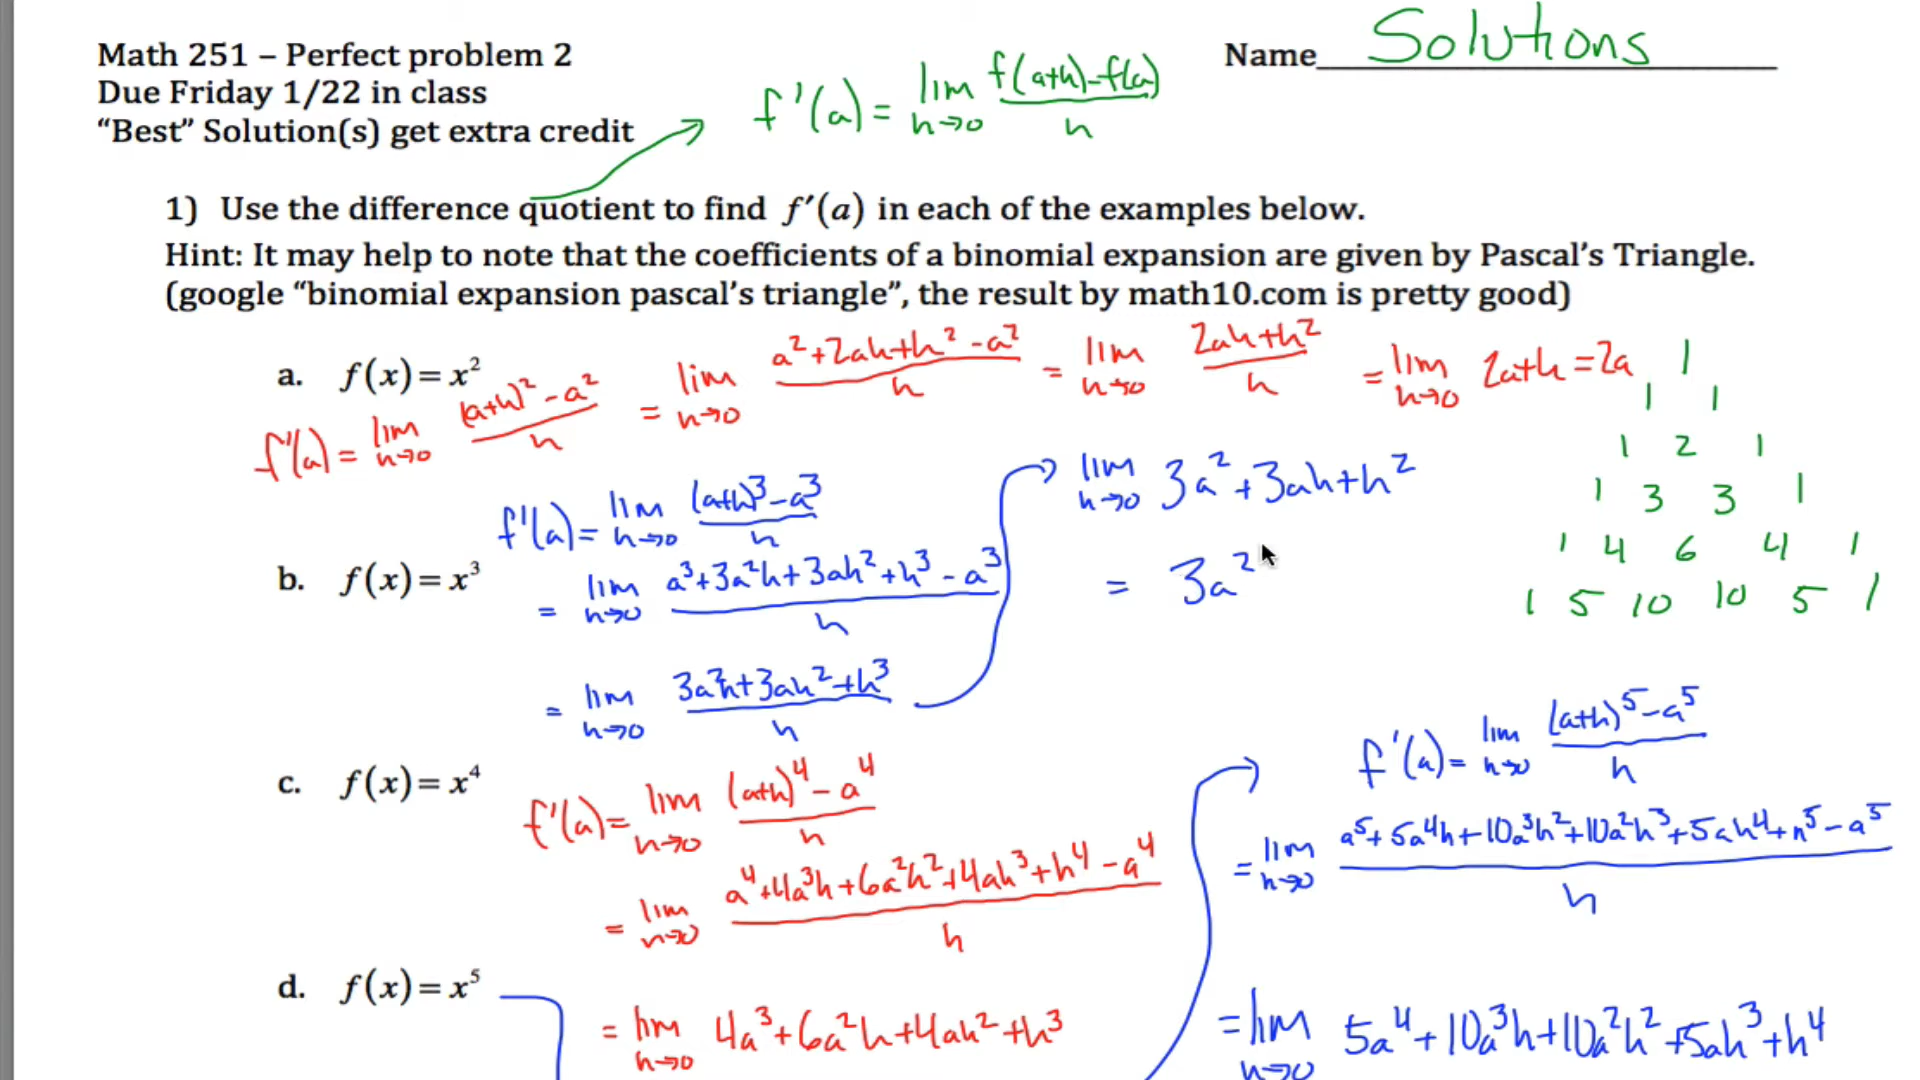 Math 251 – Perfect problem 2
Name Solutions
Due Friday 1/22 in class
“Best” Solution(s) get extra credit
f'(a) = lim h→0 (f(a+h)-f(a))/h
1) Use the difference quotient to find f′(a) in each of the examples below.
Hint: It may help to note that the coefficients of a binomial expansion are given by Pascal’s Triangle.
(google “binomial expansion pascal’s triangle”, the result by math10.com is pretty good)
a. f(x)=x²
f'(a) = lim h→0 ((a+h)²-a²)/h = lim h→0 (a²+2ah+h²-a²)/h = lim h→0 (2ah+h²)/h = lim h→0 2a+h = 2a
1
1 1
1 2 1
1 3 3 1
1 4 6 4 1
1 5 10 10 5 1
b. f(x)=x³
f'(a) = lim h→0 ((a+h)³-a³)/h
= lim h→0 (a³+3a²h+3ah²+h³-a³)/h
= lim h→0 (3a²h+3ah²+h³)/h
lim h→0 3a²+3ah+h²
= 3a²
c. f(x)=x⁴
f'(a) = lim h→0 ((a+h)⁴-a⁴)/h
= lim h→0 (a⁴+4a³h+6a²h²+4ah³+h⁴-a⁴)/h
= lim h→0 4a³+6a²h+4ah²+h³
d. f(x)=x⁵
f'(a) = lim h→0 ((a+h)⁵-a⁵)/h
= lim h→0 (a⁵+5a⁴h+10a³h²+10a²h³+5ah⁴+h⁵-a⁵)/h
= lim h→0 5a⁴+10a³h+10a²h²+5ah³+h⁴